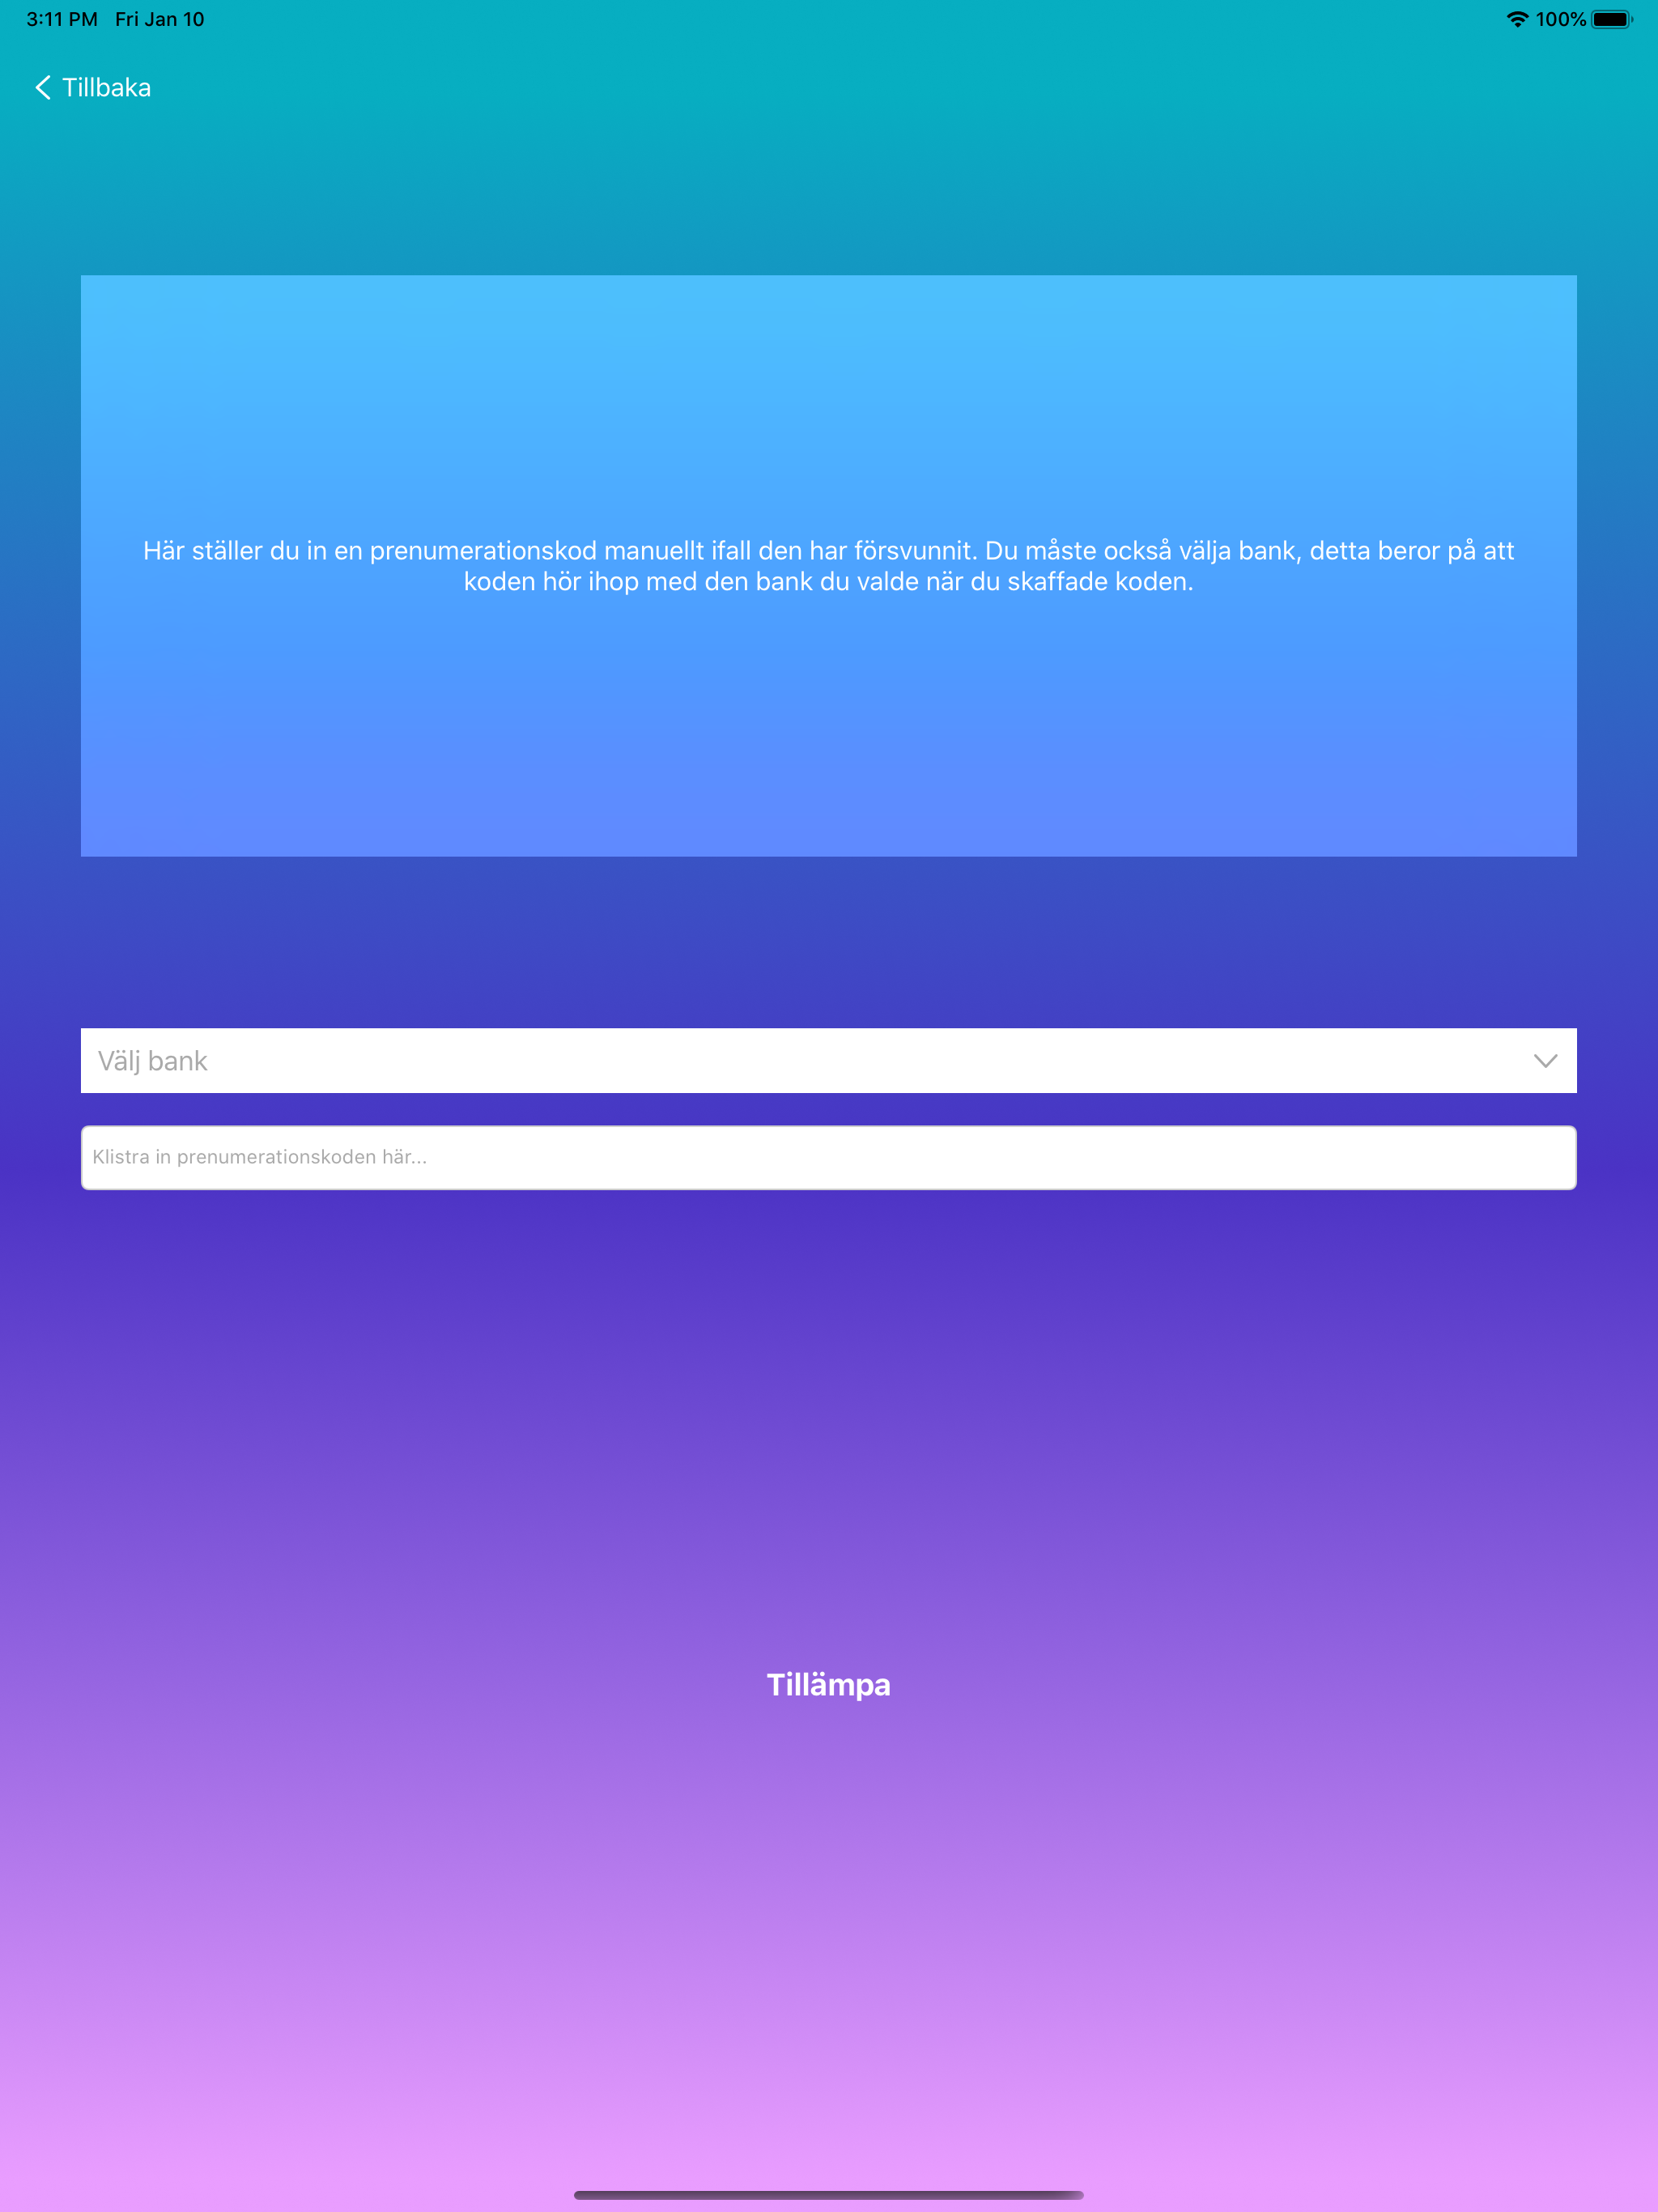 3:11 PM Fri Jan 10 100%
Tillbaka
Här ställer du in en prenumerationskod manuellt ifall den har försvunnit. Du måste också välja bank, detta beror på att
koden hör ihop med den bank du valde när du skaffade koden.
Välj bank
Klistra in prenumerationskoden här...
Tillämpa